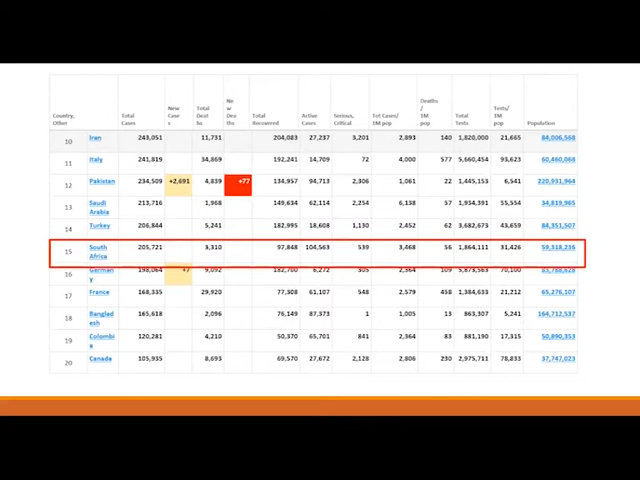 Country, Other Total Cases New Cases Total Deaths New Deaths Total Recovered Active Cases Serious, Critical Tot Cases/ 1M pop Deaths / 1M pop Total Tests Tests/ 1M pop Population
10 Iran 243,051 11,731 204,083 27,237 3,201 2,893 140 1,820,000 21,665 84,006,568
11 Italy 241,819 34,869 192,241 14,709 72 4,000 577 5,660,454 93,623 60,460,068
12 Pakistan 234,509 +2,691 4,839 +77 134,957 94,713 2,306 1,061 22 1,445,153 6,541 220,931,964
13 Saudi Arabia 213,716 1,968 149,634 62,114 2,254 6,138 57 1,934,391 55,554 34,819,965
14 Turkey 206,844 5,241 182,995 18,608 1,130 2,452 62 3,682,673 43,659 84,351,507
15 South Africa 205,721 3,310 97,848 104,563 539 3,468 56 1,864,111 31,426 59,318,236
16 Germany 198,064 +7 9,092 182,700 6,272 305 2,364 109 5,873,563 70,100 83,788,628
17 France 168,335 29,920 77,308 61,107 548 2,579 458 1,384,633 21,212 65,276,107
18 Bangladesh 165,618 2,096 76,149 87,373 1 1,005 13 863,307 5,241 164,712,537
19 Colombia 120,281 4,210 50,370 65,701 841 2,364 83 881,190 17,315 50,890,353
20 Canada 105,935 8,693 69,570 27,672 2,128 2,806 230 2,975,711 78,833 37,747,023